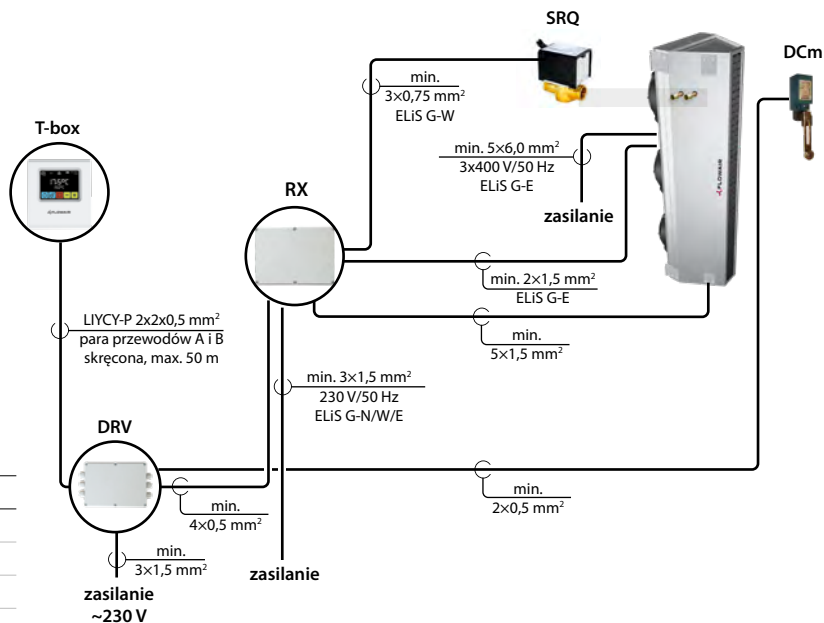 SRQ
DCm
min.
3×0,75 mm²
ELiS G-W
T-box
min. 5×6,0 mm²
3x400 V/50 Hz
ELiS G-E
zasilanie
FLOWAIR
RX
min. 2×1,5 mm²
ELiS G-E
LIYCY-P 2x2x0,5 mm²
para przewodów A i B
skręcona, max. 50 m
min.
5×1,5 mm²
min. 3×1,5 mm²
230 V/50 Hz
ELiS G-N/W/E
DRV
min.
4×0,5 mm²
min.
2×0,5 mm²
min.
3×1,5 mm²
zasilanie
zasilanie
~230 V